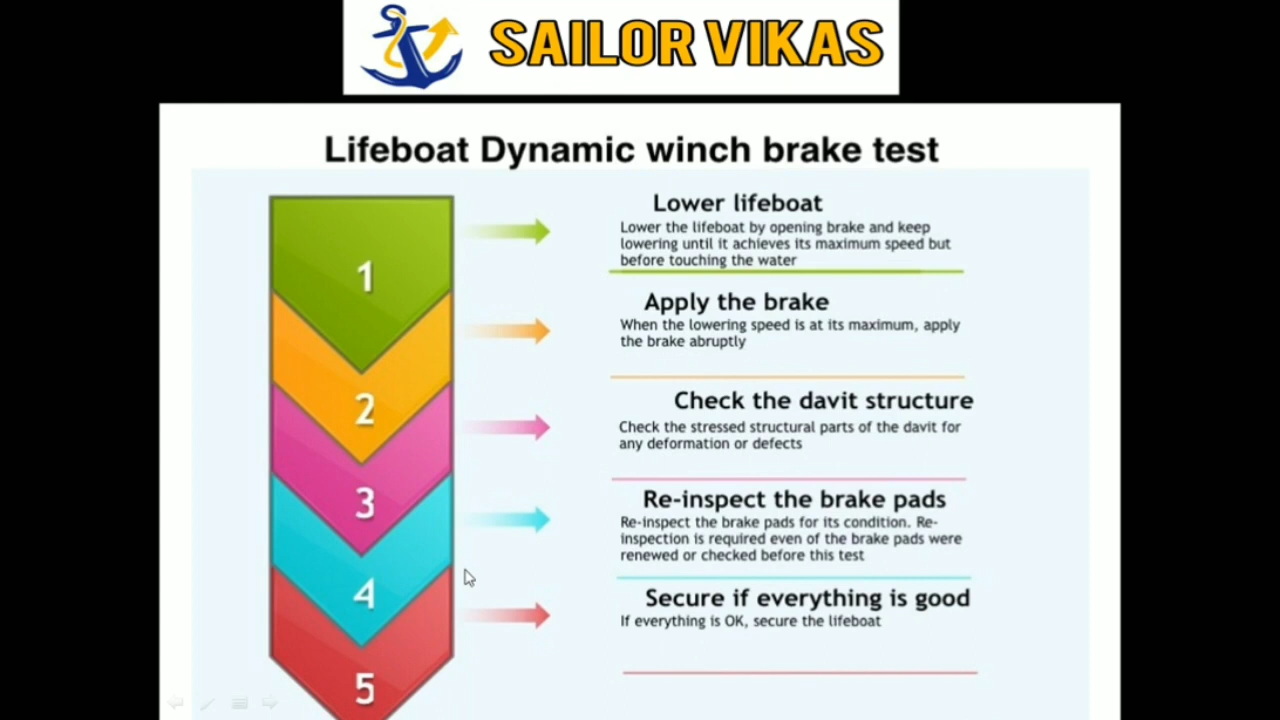 SAILOR VIKAS
Lifeboat Dynamic winch brake test
1
Lower lifeboat
Lower the lifeboat by opening brake and keep
lowering until it achieves its maximum speed but
before touching the water
2
Apply the brake
When the lowering speed is at its maximum, apply
the brake abruptly
3
Check the davit structure
Check the stressed structural parts of the davit for
any deformation or defects
4
Re-inspect the brake pads
Re-inspect the brake pads for its condition. Re-
inspection is required even of the brake pads were
renewed or checked before this test
5
Secure if everything is good
If everything is OK, secure the lifeboat